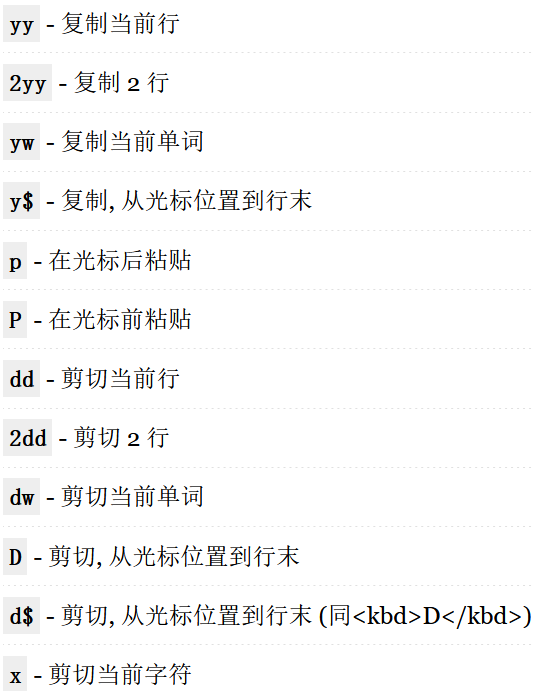 yy - 复制当前行
2yy - 复制 2 行
yw - 复制当前单词
y$ - 复制, 从光标位置到行末
p - 在光标后粘贴
P - 在光标前粘贴
dd - 剪切当前行
2dd - 剪切 2 行
dw - 剪切当前单词
D - 剪切, 从光标位置到行末
d$ - 剪切, 从光标位置到行末 (同<kbd>D</kbd>)
x - 剪切当前字符